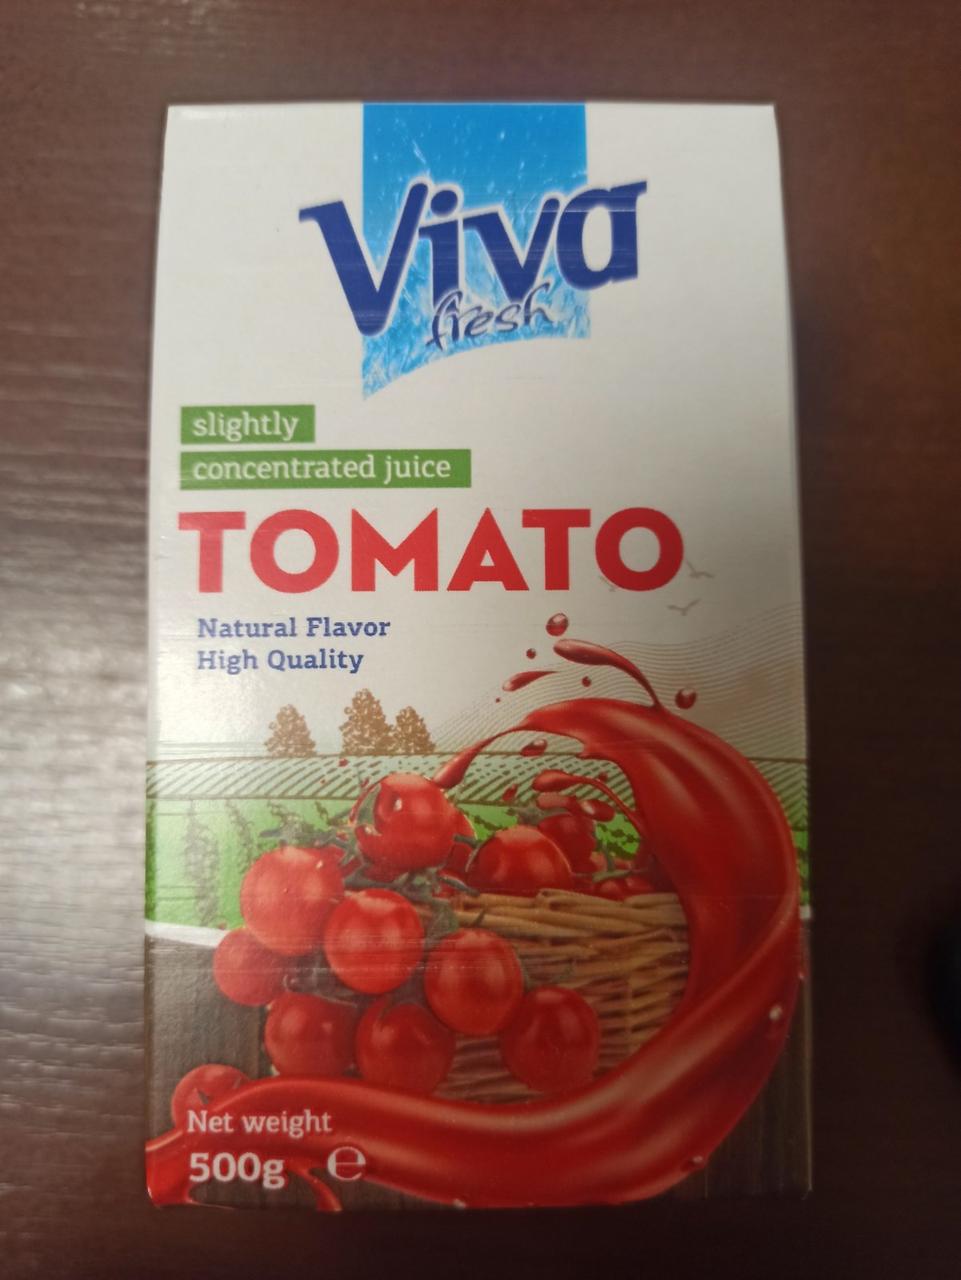 Viva
fresh
slightly
concentrated juice
TOMATO
Natural Flavor
High Quality
Net weight
500g ℮